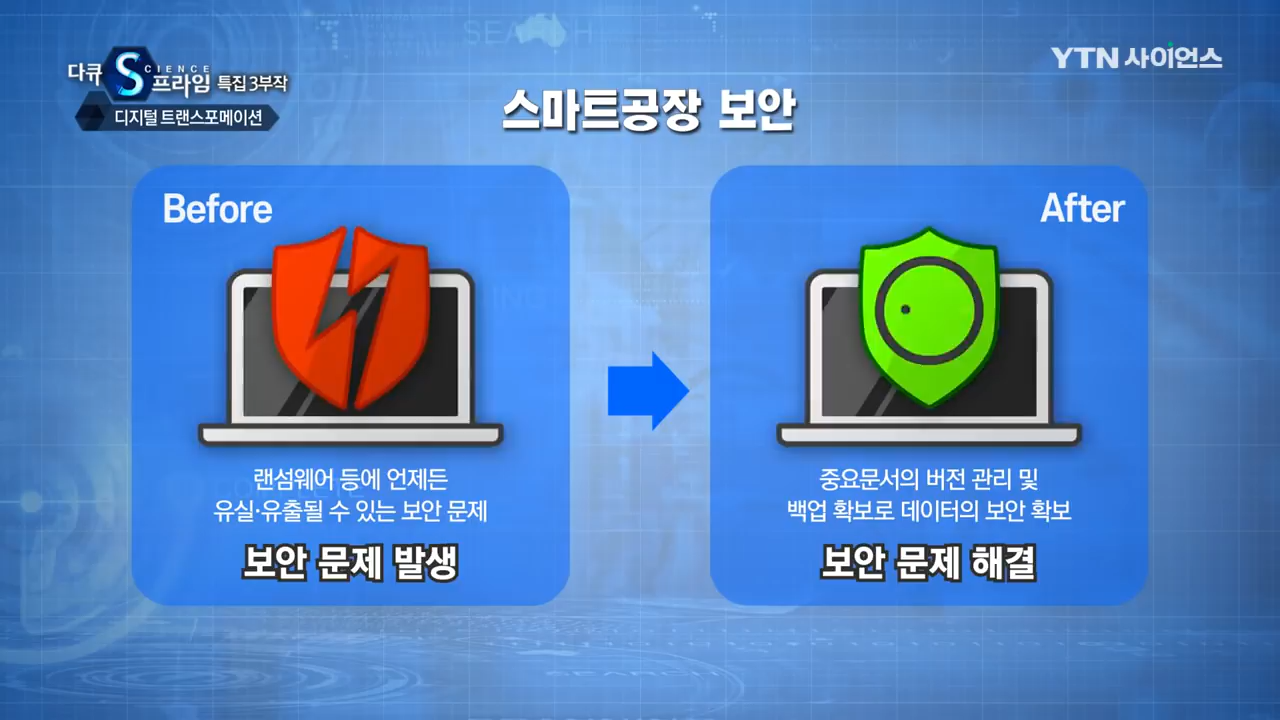 다큐 S프라임 특집 3부작
SCIENCE
디지털 트랜스포메이션
YTN 사이언스
SEARCH
스마트공장 보안
Before
After
랜섬웨어 등에 언제든
유실·유출될 수 있는 보안 문제
보안 문제 발생
중요문서의 버전 관리 및
백업 확보로 데이터의 보안 확보
보안 문제 해결